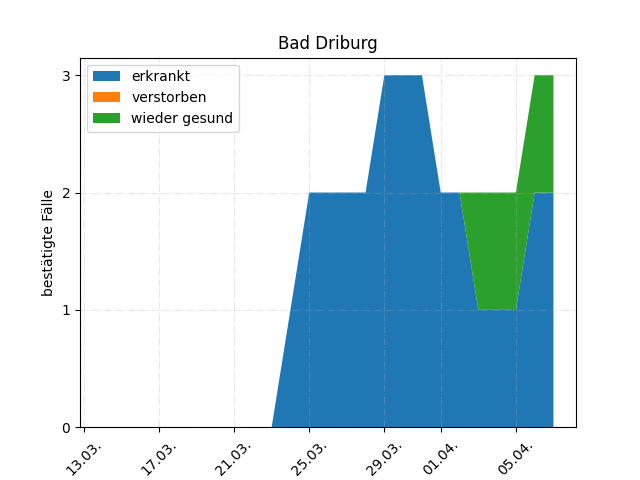 Bad Driburg
erkrankt
verstorben
wieder gesund
bestätigte Fälle
3
2
1
0
13.03.
17.03.
21.03.
25.03.
29.03.
01.04.
05.04.